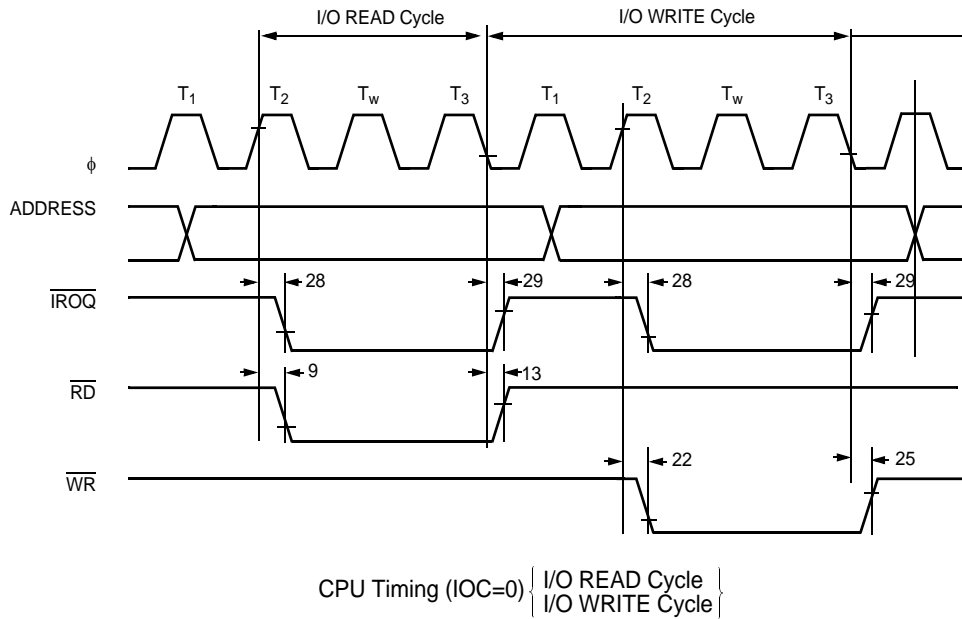 I/O READ Cycle I/O WRITE Cycle
T1 T2 Tw T3 T1 T2 Tw T3
ϕ
ADDRESS
28 29 28 29
IROQ
9 13
RD
22 25
WR
CPU Timing (IOC=0) { I/O READ Cycle
I/O WRITE Cycle }